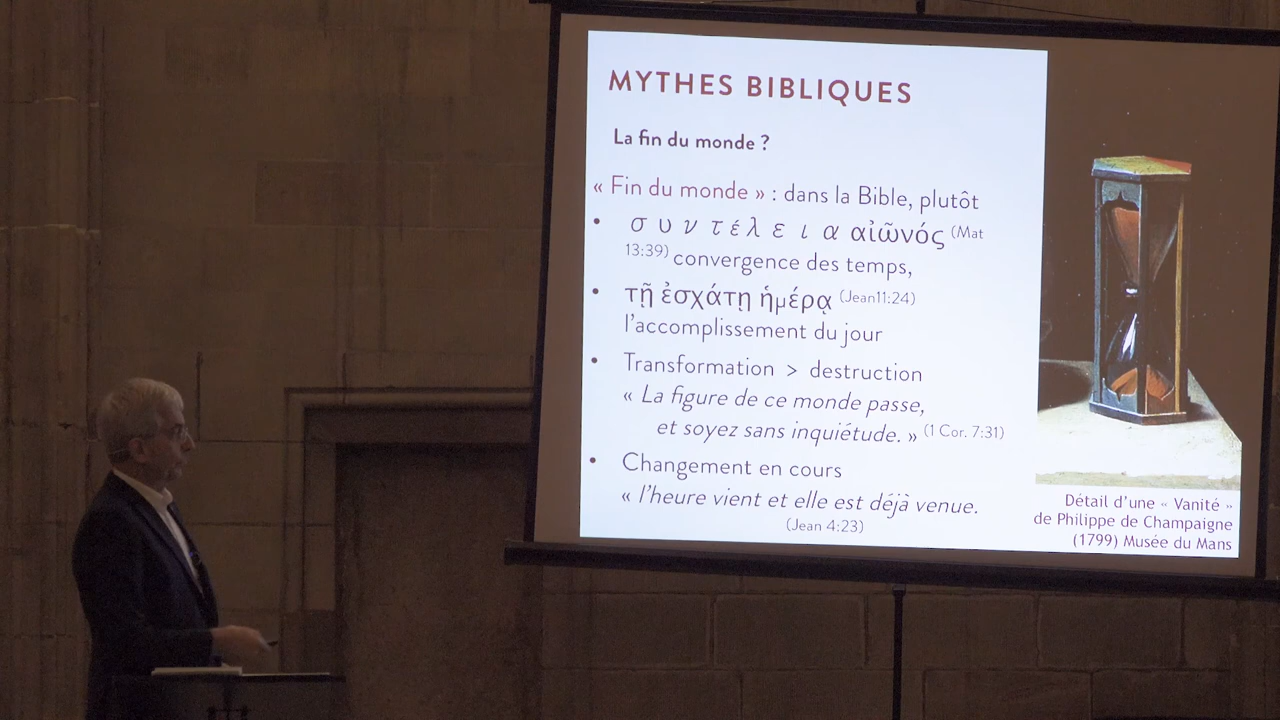 MYTHES BIBLIQUES
La fin du monde ?
« Fin du monde » : dans la Bible, plutôt
• σ υ ν τ έ λ ε ι α αἰῶνός (Mat
13:39) convergence des temps,
• τῇ ἐσχάτῃ ἡμέρᾳ (Jean11:24)
l'accomplissement du jour
• Transformation > destruction
« La figure de ce monde passe,
et soyez sans inquiétude. » (1 Cor. 7:31)
• Changement en cours
« l'heure vient et elle est déjà venue.
(Jean 4:23)
Détail d'une « Vanité »
de Philippe de Champaigne
(1799) Musée du Mans